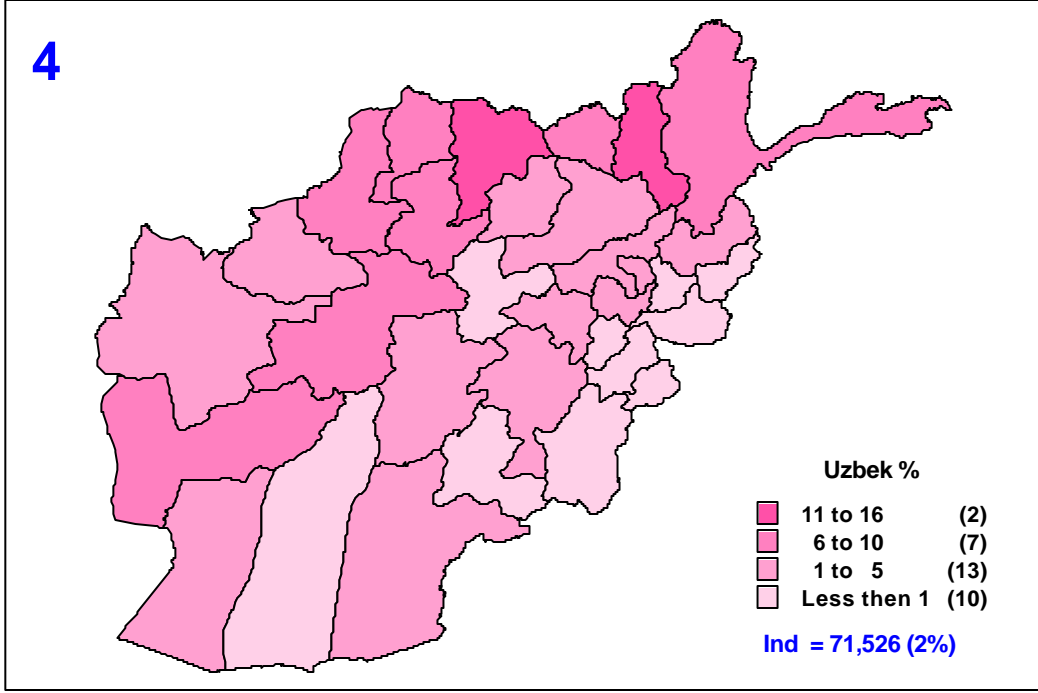 4
Uzbek %
11 to 16 (2)
6 to 10 (7)
1 to 5 (13)
Less then 1 (10)
Ind = 71,526 (2%)